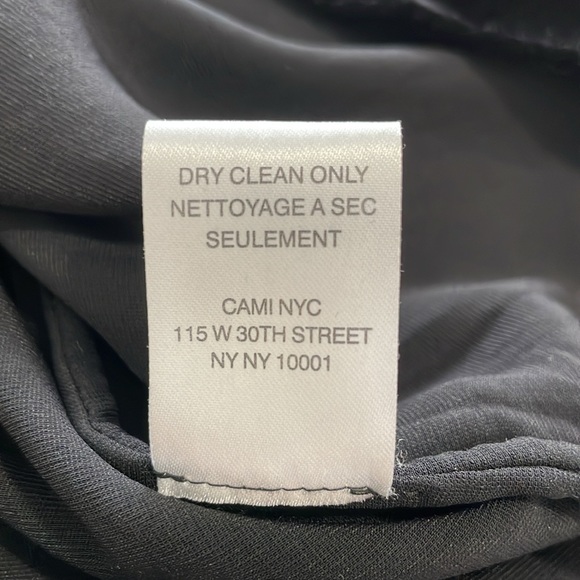 DRY CLEAN ONLY
NETTOYAGE A SEC
SEULEMENT
CAMI NYC
115 W 30TH STREET
NY NY 10001